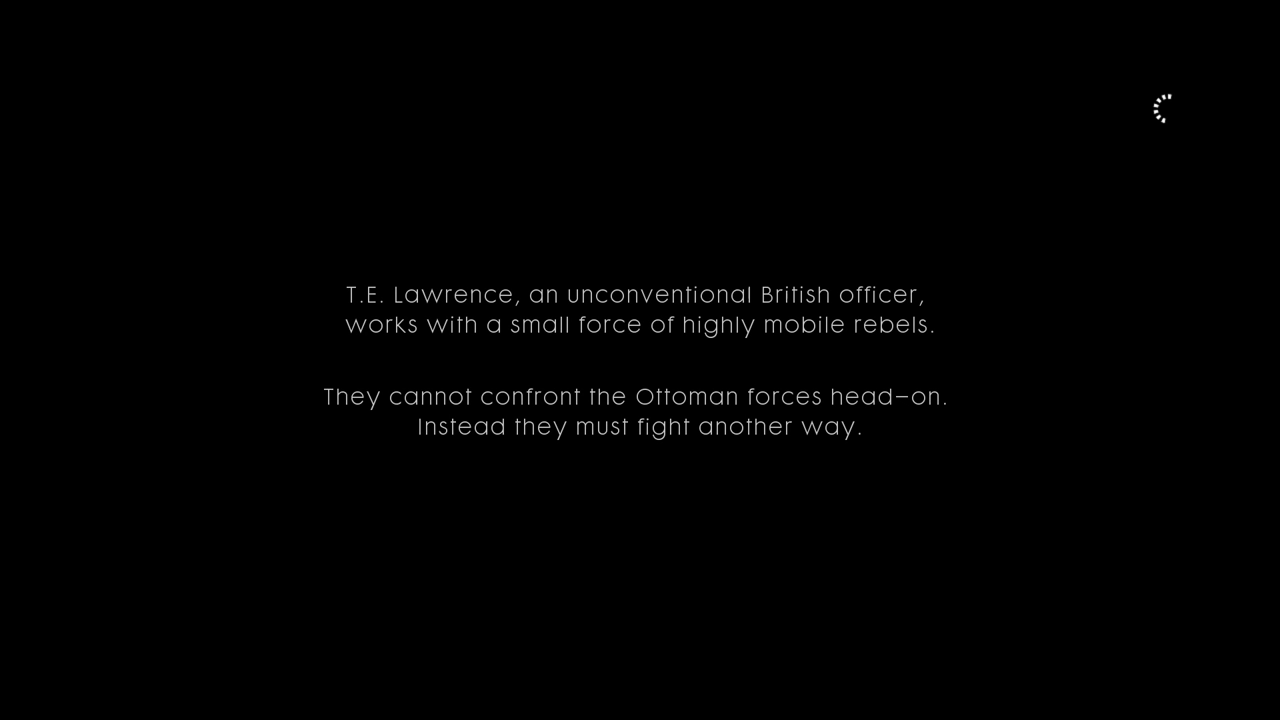 T.E. Lawrence, an unconventional British officer,
works with a small force of highly mobile rebels.
They cannot confront the Ottoman forces head-on.
Instead they must fight another way.